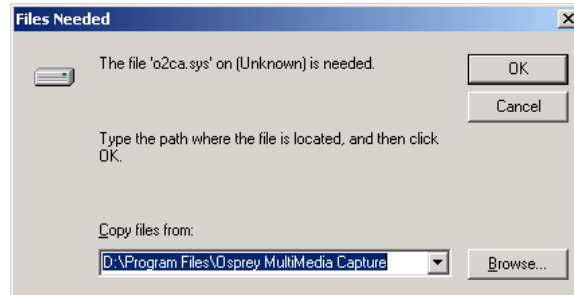 Files Needed
The file 'o2ca.sys' on (Unknown) is needed.
OK
Cancel
Type the path where the file is located, and then click
OK.
Copy files from:
D:\Program Files\Osprey MultiMedia Capture
Browse...